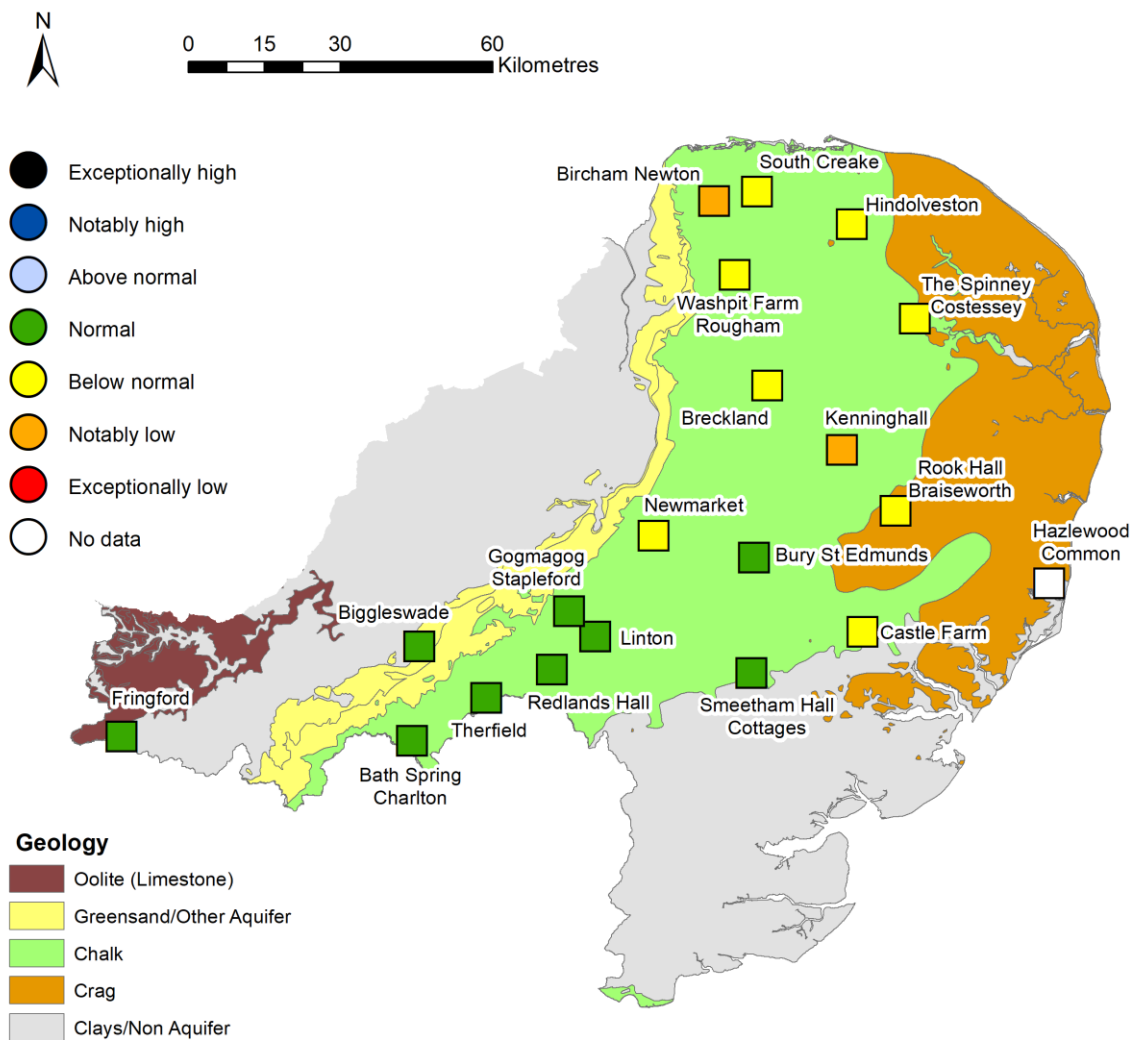 N
0 15 30 60
Kilometres
Exceptionally high
Notably high
Above normal
Normal
Below normal
Notably low
Exceptionally low
No data
South Creake
Bircham Newton
Hindolveston
The Spinney
Costessey
Washpit Farm
Rougham
Breckland
Kenninghall
Rook Hall
Braiseworth
Newmarket
Hazlewood
Common
Gogmagog
Stapleford
Bury St Edmunds
Biggleswade
Linton
Castle Farm
Fringford
Redlands Hall
Smeetham Hall
Cottages
Therfield
Bath Spring
Charlton
Geology
Oolite (Limestone)
Greensand/Other Aquifer
Chalk
Crag
Clays/Non Aquifer